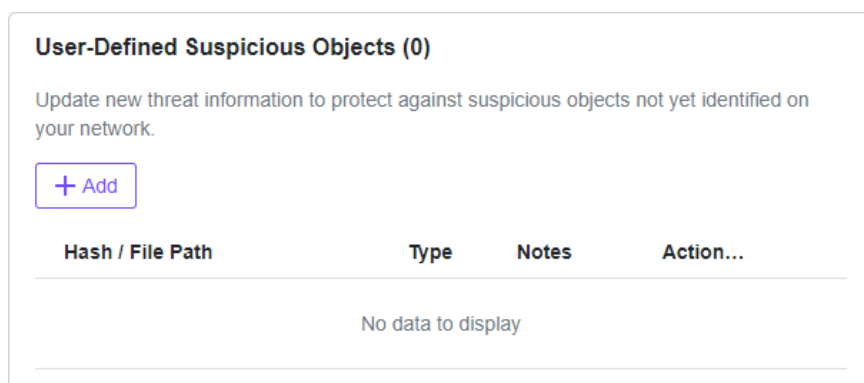 User-Defined Suspicious Objects (0)
Update new threat information to protect against suspicious objects not yet identified on
your network.
+ Add
Hash / File Path Type Notes Action...
No data to display